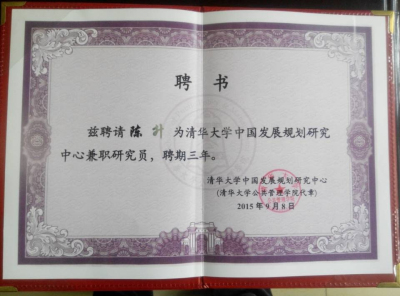 聘书
兹聘请陈升为清华大学中国发展规划研究
中心兼职研究员，聘期三年。
清华大学中国发展规划研究中心
(清华大学公共管理学院代章)
2015年9月8日